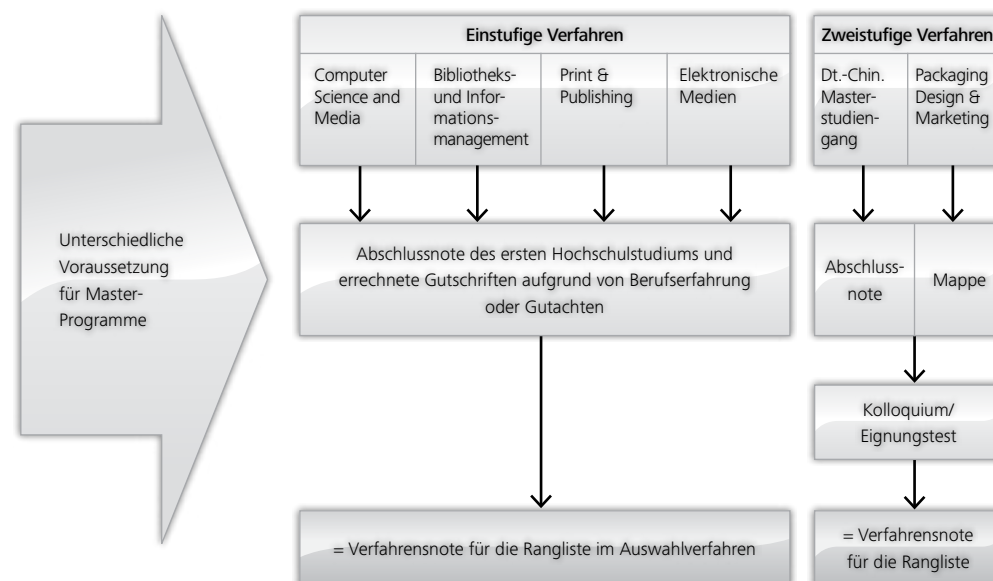 Unterschiedliche
Voraussetzung
für Master-
Programme
Einstufige Verfahren
Computer
Science and
Media
Bibliotheks-
und Infor-
mations-
management
Print &
Publishing
Elektronische
Medien
Abschlussnote des ersten Hochschulstudiums und
errechnete Gutschriften aufgrund von Berufserfahrung
oder Gutachten
= Verfahrensnote für die Rangliste im Auswahlverfahren
Zweistufige Verfahren
Dt.-Chin.
Master-
studien-
gang
Packaging
Design &
Marketing
Abschluss-
note
Mappe
Kolloquium/
Eignungstest
= Verfahrensnote
für die Rangliste